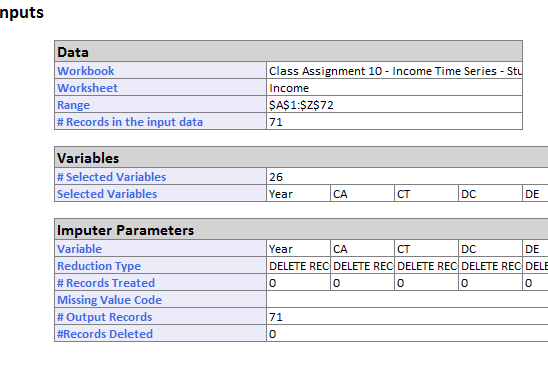 nputs
Data
Workbook Class Assignment 10 - Income Time Series - Stu
Worksheet Income
Range $A$1:$Z$72
# Records in the input data 71
Variables
# Selected Variables 26
Selected Variables Year CA CT DC DE
Imputer Parameters
Variable Year CA CT DC DE
Reduction Type DELETE REC DELETE REC DELETE REC DELETE REC DELE
# Records Treated 0 0 0 0 0
Missing Value Code
# Output Records 71
#Records Deleted 0